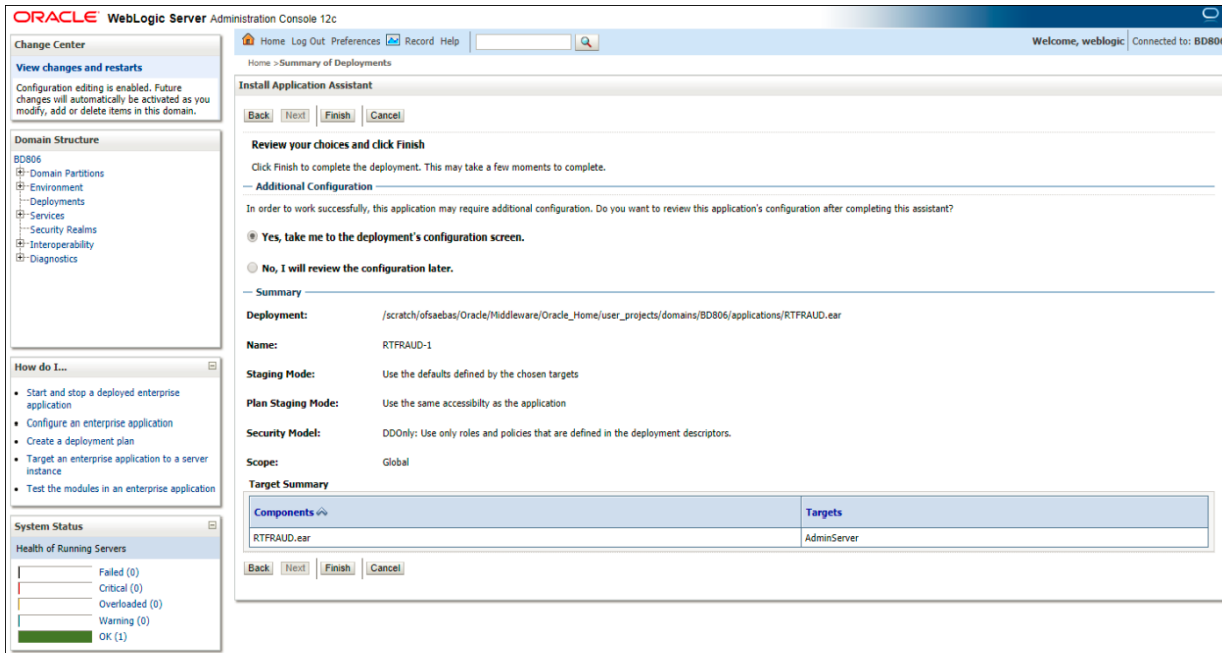 ORACLE WebLogic Server Administration Console 12c
Change Center
View changes and restarts
Configuration editing is enabled. Future
changes will automatically be activated as you
modify, add or delete items in this domain.
Domain Structure
BD806
Domain Partitions
Environment
Deployments
Services
Security Realms
Interoperability
Diagnostics
How do I...
Start and stop a deployed enterprise
application
Configure an enterprise application
Create a deployment plan
Target an enterprise application to a server
instance
Test the modules in an enterprise application
System Status
Health of Running Servers
Failed (0)
Critical (0)
Overloaded (0)
Warning (0)
OK (1)
Home Log Out Preferences Record Help
Welcome, weblogic Connected to: BD806
Home >Summary of Deployments
Install Application Assistant
Back Next Finish Cancel
Review your choices and click Finish
Click Finish to complete the deployment. This may take a few moments to complete.
Additional Configuration
In order to work successfully, this application may require additional configuration. Do you want to review this application's configuration after completing this assistant?
Yes, take me to the deployment's configuration screen.
No, I will review the configuration later.
Summary
Deployment: /scratch/ofsaebas/Oracle/Middleware/Oracle_Home/user_projects/domains/BD806/applications/RTFRAUD.ear
Name: RTFRAUD-1
Staging Mode: Use the defaults defined by the chosen targets
Plan Staging Mode: Use the same accessibilty as the application
Security Model: DDOnly: Use only roles and policies that are defined in the deployment descriptors.
Scope: Global
Target Summary
Components Targets
RTFRAUD.ear AdminServer
Back Next Finish Cancel